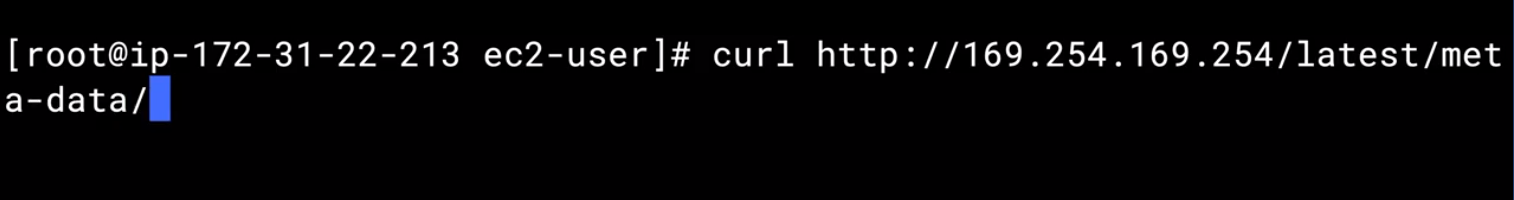 [root@ip-172-31-22-213 ec2-user]# curl http://169.254.169.254/latest/met
a-data/